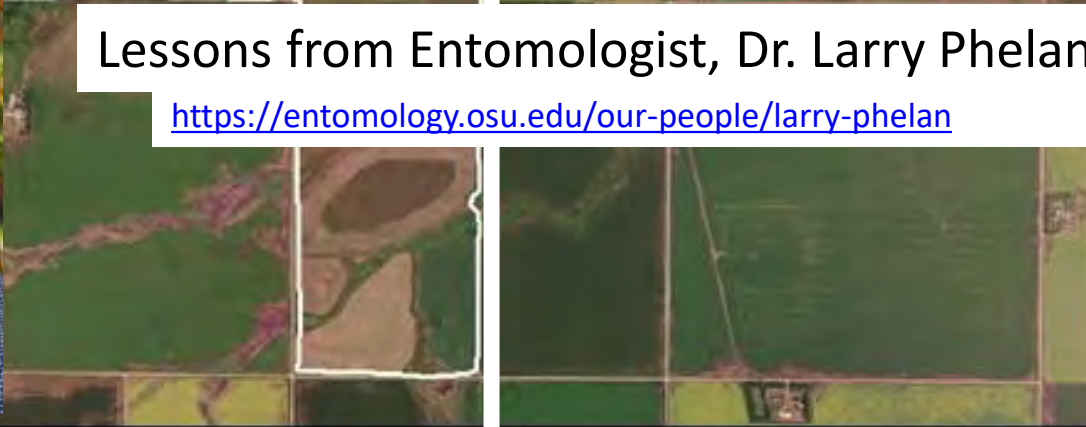 Lessons from Entomologist, Dr. Larry Phelan
https://entomology.osu.edu/our-people/larry-phelan